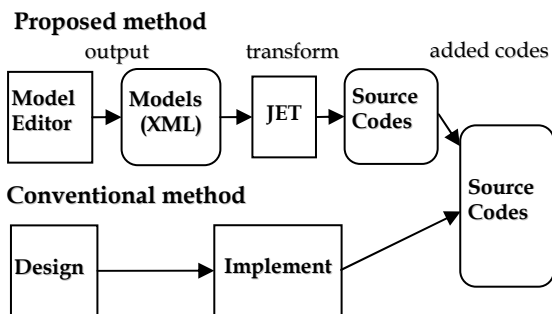 Proposed method
output transform added codes
Model
Editor
Models
(XML)
JET
Source
Codes
Source
Codes
Conventional method
Design
Implement